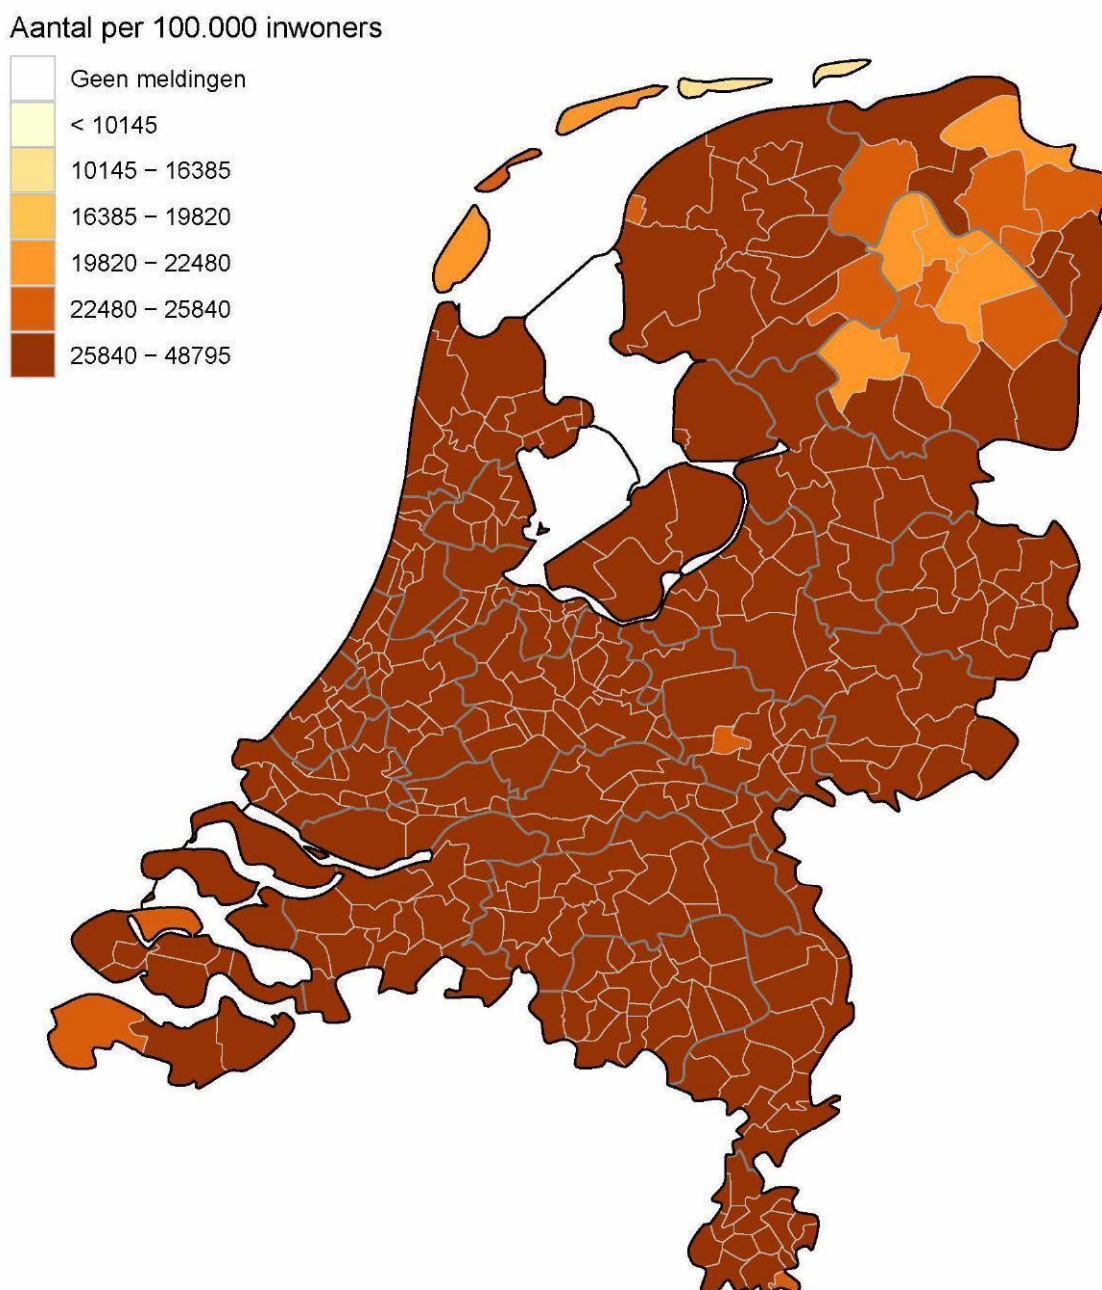 Aantal per 100.000 inwoners
Geen meldingen
< 10145
10145 − 16385
16385 − 19820
19820 − 22480
22480 − 25840
25840 − 48795